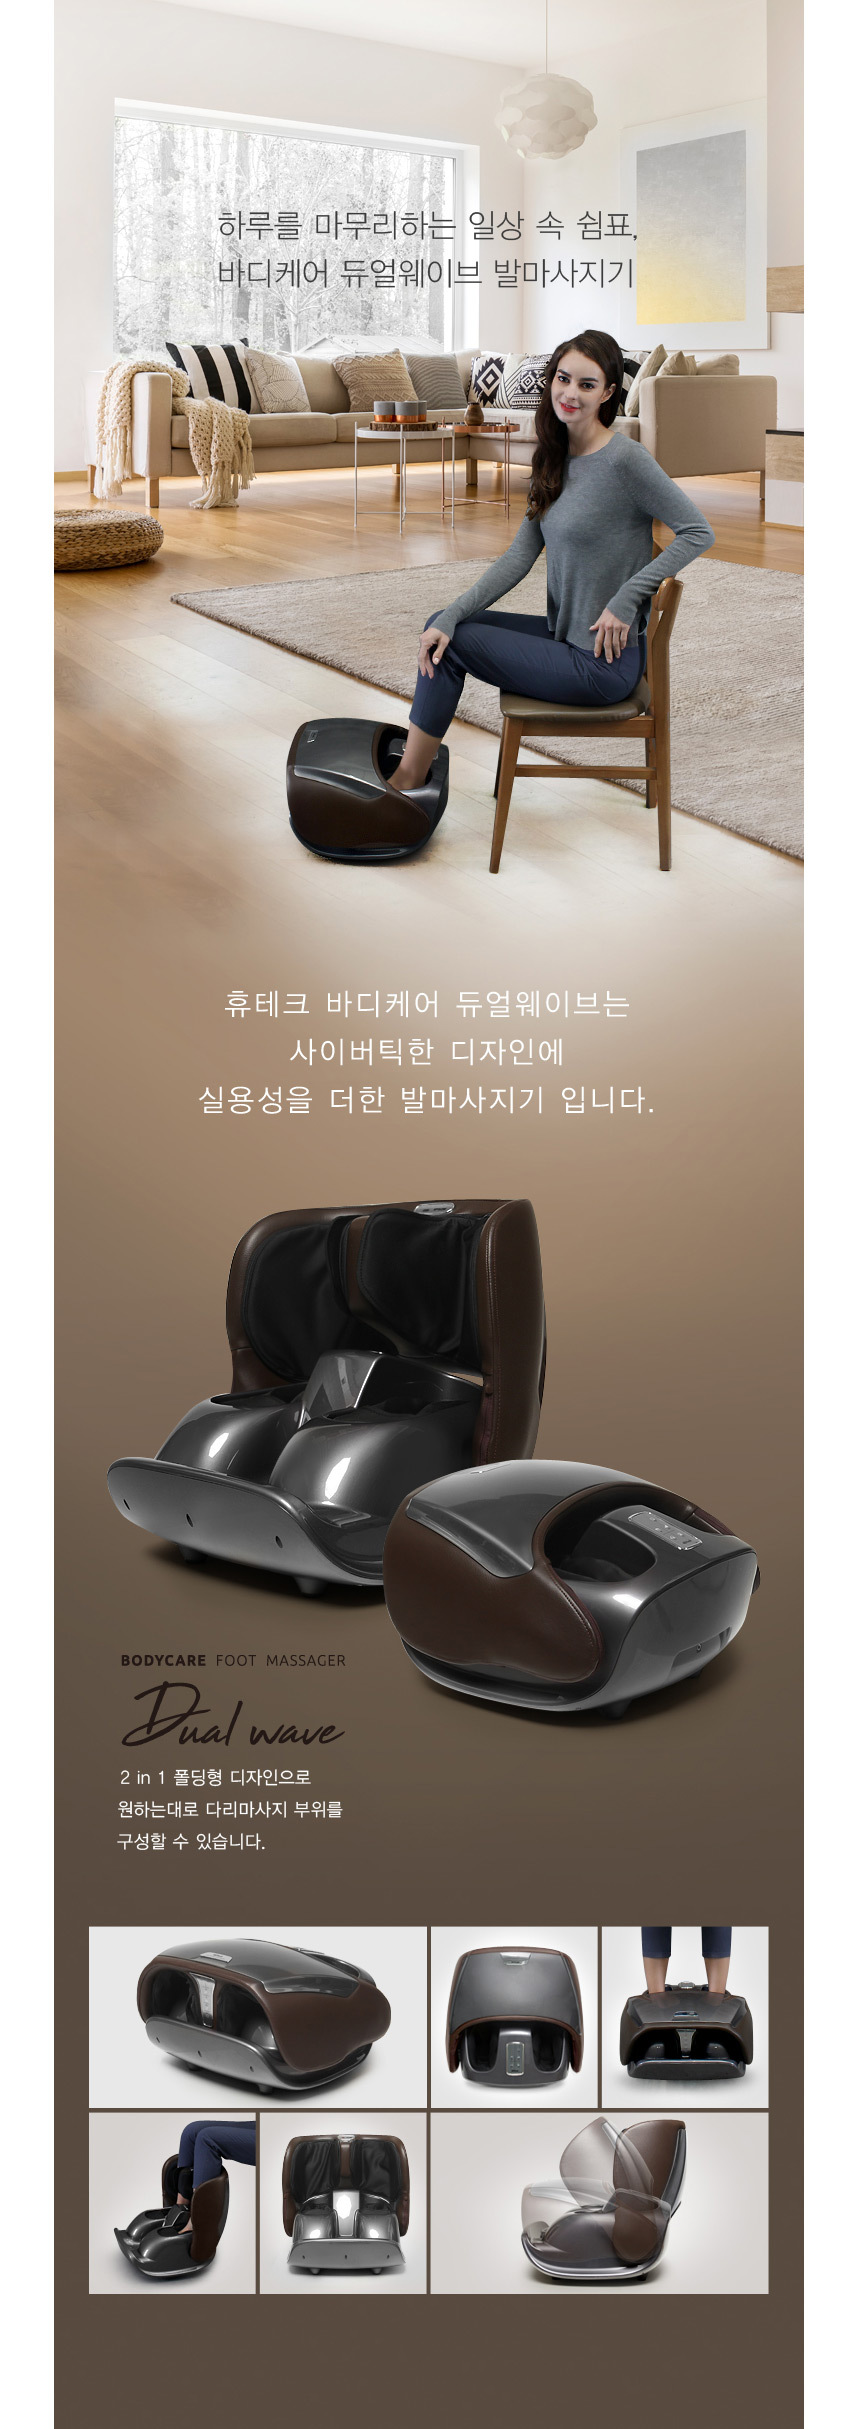 하루를 마무리하는 일상 속 쉼표,
바디케어 듀얼웨이브 발마사지기
휴테크 바디케어 듀얼웨이브는
사이버틱한 디자인에
실용성을 더한 발마사지기 입니다.
BODYCARE FOOT MASSAGER
Dual wave
2 in 1 폴딩형 디자인으로
원하는대로 다리마사지 부위를
구성할 수 있습니다.